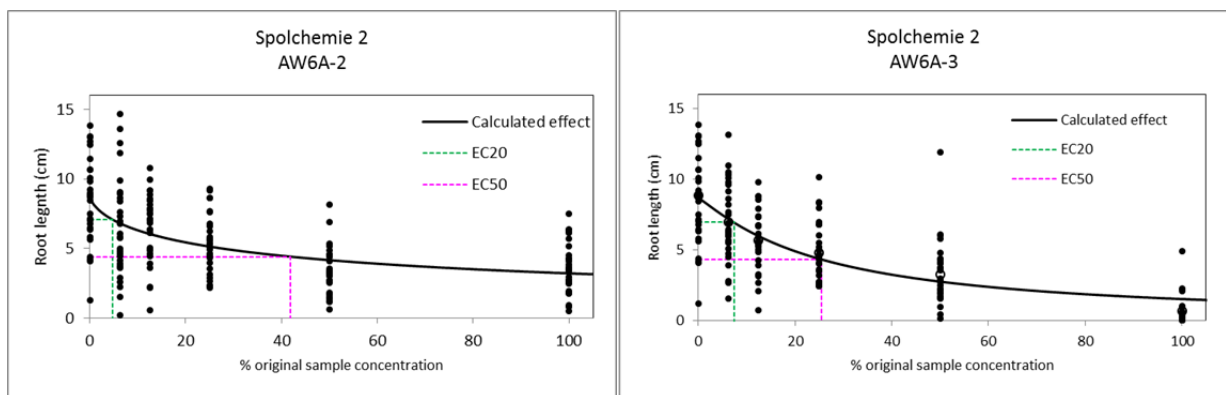 Spolchemie 2
AW6A-2
15
10
5
0
Root legnth (cm)
Calculated effect
EC20
EC50
0 20 40 60 80 100
% original sample concentration
Spolchemie 2
AW6A-3
15
10
5
0
Root length (cm)
Calculated effect
EC20
EC50
0 20 40 60 80 100
% original sample concentration